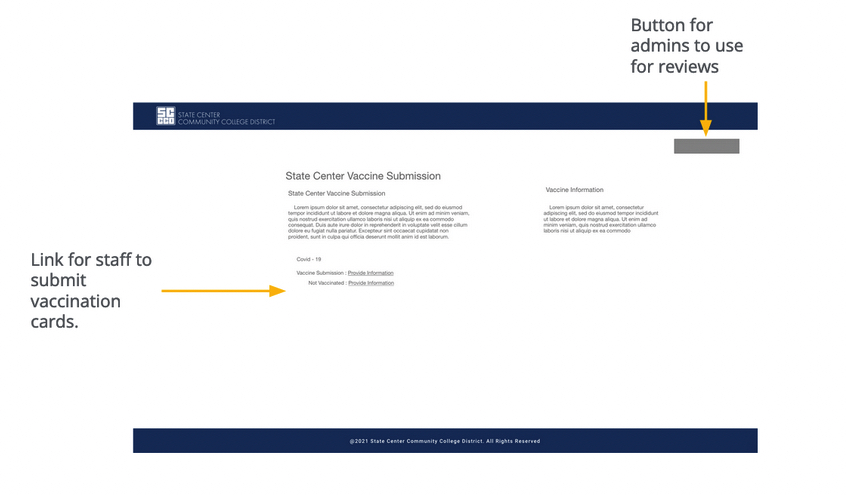 Button for
admins to use
for reviews
SC
CCD
STATE CENTER
COMMUNITY COLLEGE DISTRICT
State Center Vaccine Submission
State Center Vaccine Submission
Lorem ipsum dolor sit amet, consectetur adipiscing elit, sed do eiusmod
tempor incididunt ut labore et dolore magna aliqua. Ut enim ad minim veniam,
quis nostrud exercitation ullamco laboris nisi ut aliquip ex ea commodo
consequat. Duis aute irure dolor in reprehenderit in voluptate velit esse cillum
dolore eu fugiat nulla pariatur. Excepteur sint occaecat cupidatat non
proident, sunt in culpa qui officia deserunt mollit anim id est laborum.
Vaccine Information
Lorem ipsum dolor sit amet, consectetur
adipiscing elit, sed do eiusmod tempor
incididunt ut labore et dolore magna
aliqua. Ut enim ad minim veniam, quis
nostrud exercitation ullamco laboris
laboris nisi ut aliquip ex ea commodo
Covid - 19
Vaccine Submission : Provide Information
Not Vaccinated : Provide Information
Link for staff to
submit
vaccination
cards.
@2021 State Center Community College District. All Rights Reserved